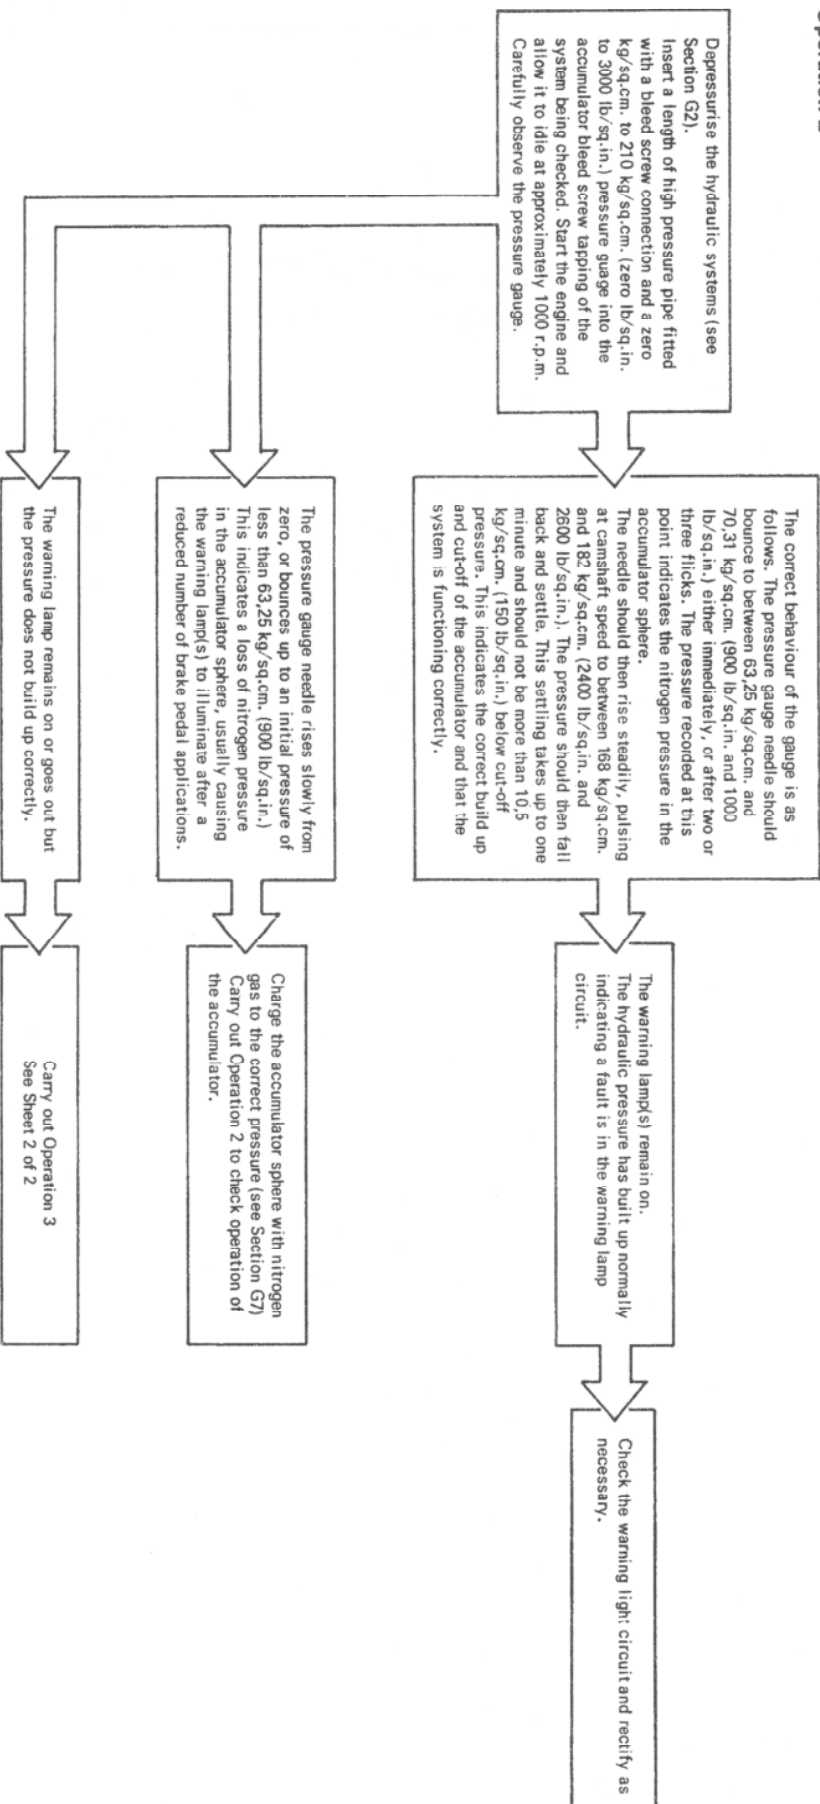 Depressurise the hydraulic systems (see
Section G2).
Insert a length of high pressure pipe fitted
with a bleed screw connection and a zero
kg/sq.cm. to 210 kg/sq.cm. (zero lb/sq.in.
to 3000 lb/sq.in.) pressure guage into the
accumulator bleed screw tapping of the
system being checked. Start the engine and
allow it to idle at approximately 1000 r.p.m.
Carefully observe the pressure gauge.
The correct behaviour of the gauge is as
follows. The pressure gauge needle should
bounce to between 63,25 kg/sq.cm. and
70,31 kg/sq.cm. (900 lb/sq.in. and 1000
lb/sq.in.) either immediately, or after two or
three flicks. The pressure recorded at this
point indicates the nitrogen pressure in the
accumulator sphere.
The needle should then rise steadily, pulsing
at camshaft speed to between 168 kg/sq.cm.
and 182 kg/sq.cm. (2400 lb/sq.in. and
2600 lb/sq.in.). The pressure should then fall
back and settle. This settling takes up to one
minute and should not be more than 10,5
kg/sq.cm. (150 lb/sq.in.) below cut-off
pressure. This indicates the correct build up
and cut-off of the accumulator and that the
system is functioning correctly.
The warning lamp(s) remain on.
The hydraulic pressure has built up normally
indicating a fault is in the warning lamp
circuit.
Check the warning light circuit and rectify as
necessary.
The pressure gauge needle rises slowly from
zero, or bounces up to an initial pressure of
less than 63,25 kg/sq.cm. (900 lb/sq.in.)
This indicates a loss of nitrogen pressure
in the accumulator sphere, usually causing
the warning lamp(s) to illuminate after a
reduced number of brake pedal applications.
Charge the accumulator sphere with nitrogen
gas to the correct pressure (see Section G7)
Carry out Operation 2 to check operation of
the accumulator.
The warning lamp remains on or goes out but
the pressure does not build up correctly.
Carry out Operation 3
See Sheet 2 of 2